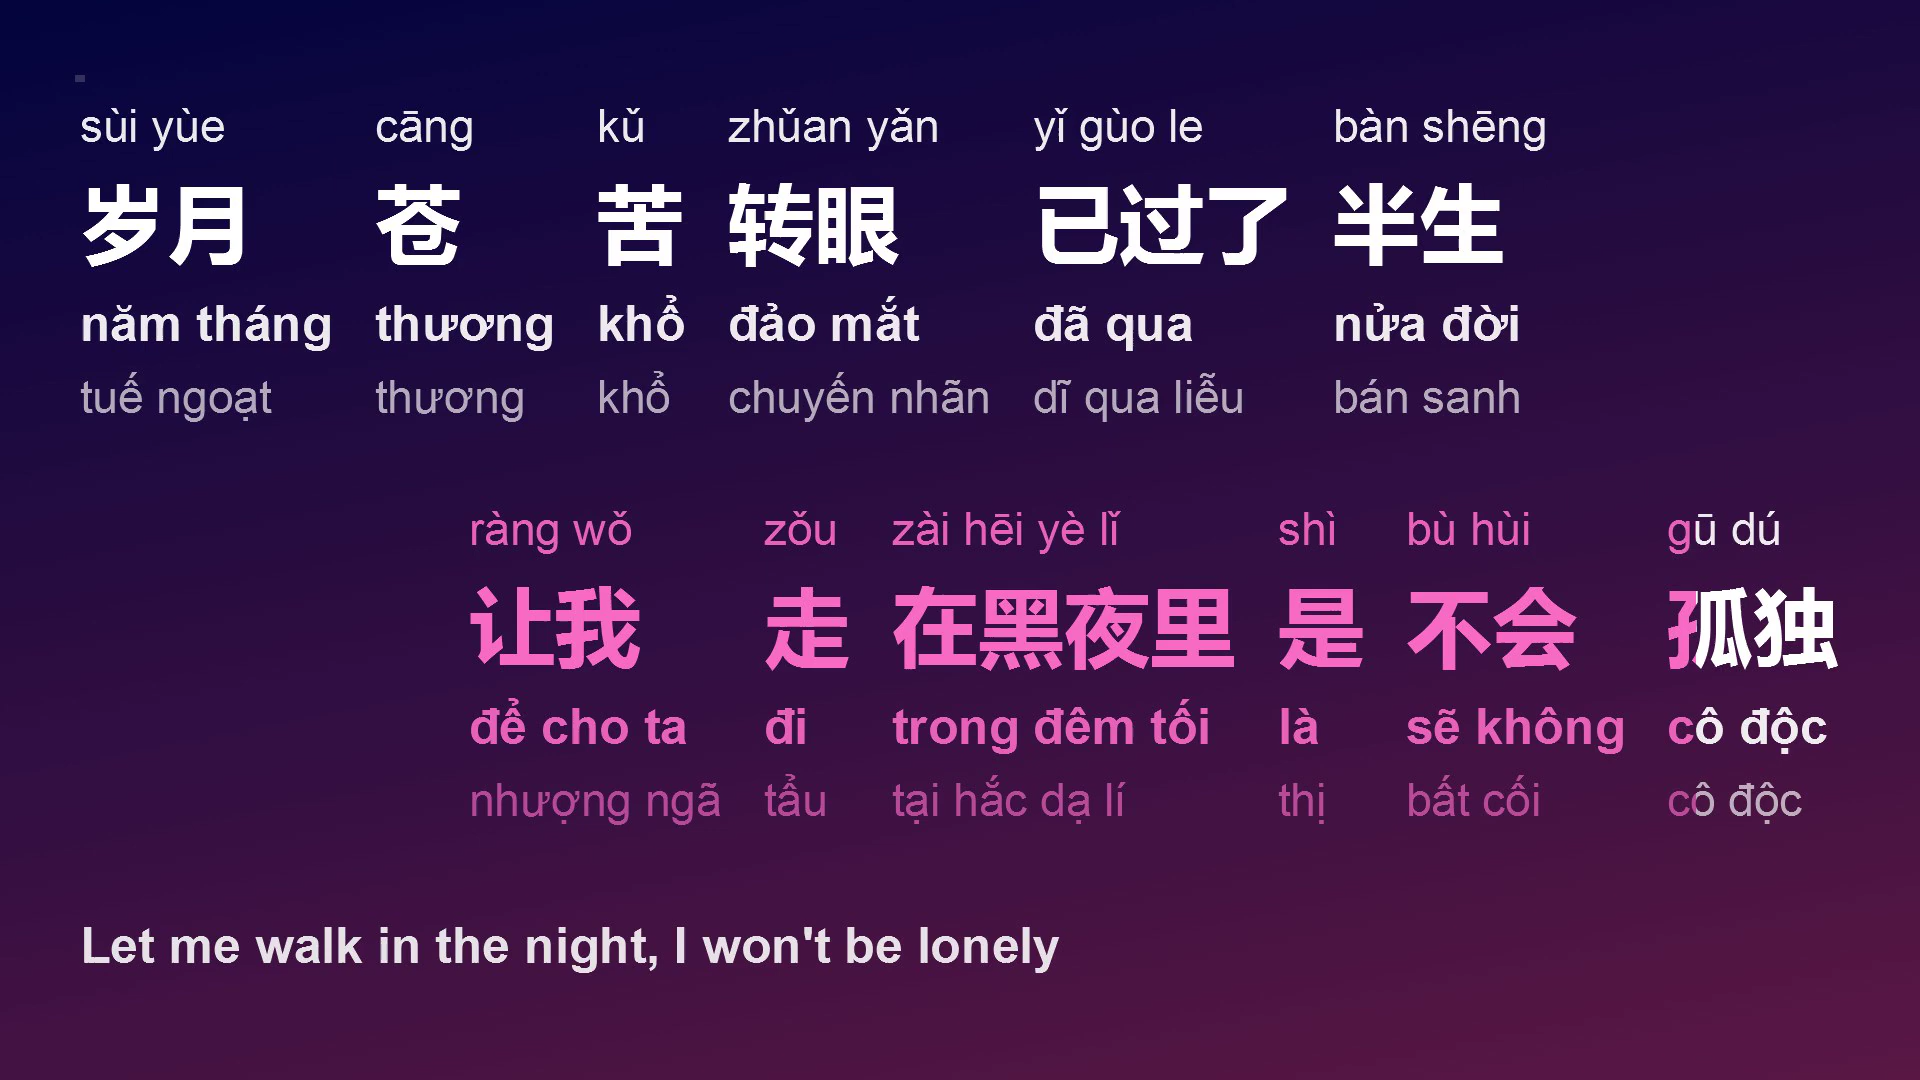 sùi yùe cāng kǔ zhǔan yǎn yǐ gùo le bàn shēng
岁月 苍 苦 转眼 已过了 半生
năm tháng thương khổ đảo mắt đã qua nửa đời
tuế ngoạt thương khổ chuyến nhãn dĩ qua liễu bán sanh
ràng wǒ zǒu zài hēi yè lǐ shì bù hùi gū dú
让我 走 在黑夜里 是 不会 孤独
để cho ta đi trong đêm tối là sẽ không cô độc
nhượng ngã tẩu tại hắc dạ lí thị bất cối cô độc
Let me walk in the night, I won't be lonely